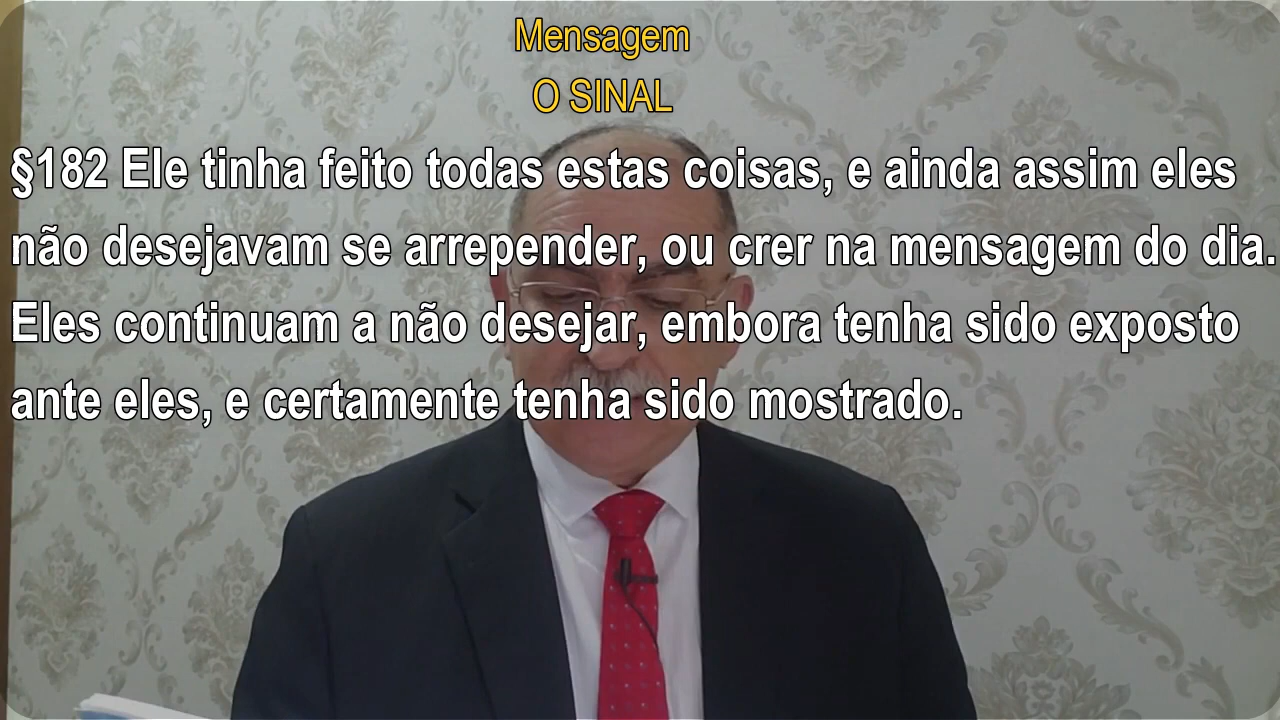 Mensagem
O SINAL
§182 Ele tinha feito todas estas coisas, e ainda assim eles
não desejavam se arrepender, ou crer na mensagem do dia.
Eles continuam a não desejar, embora tenha sido exposto
ante eles, e certamente tenha sido mostrado.